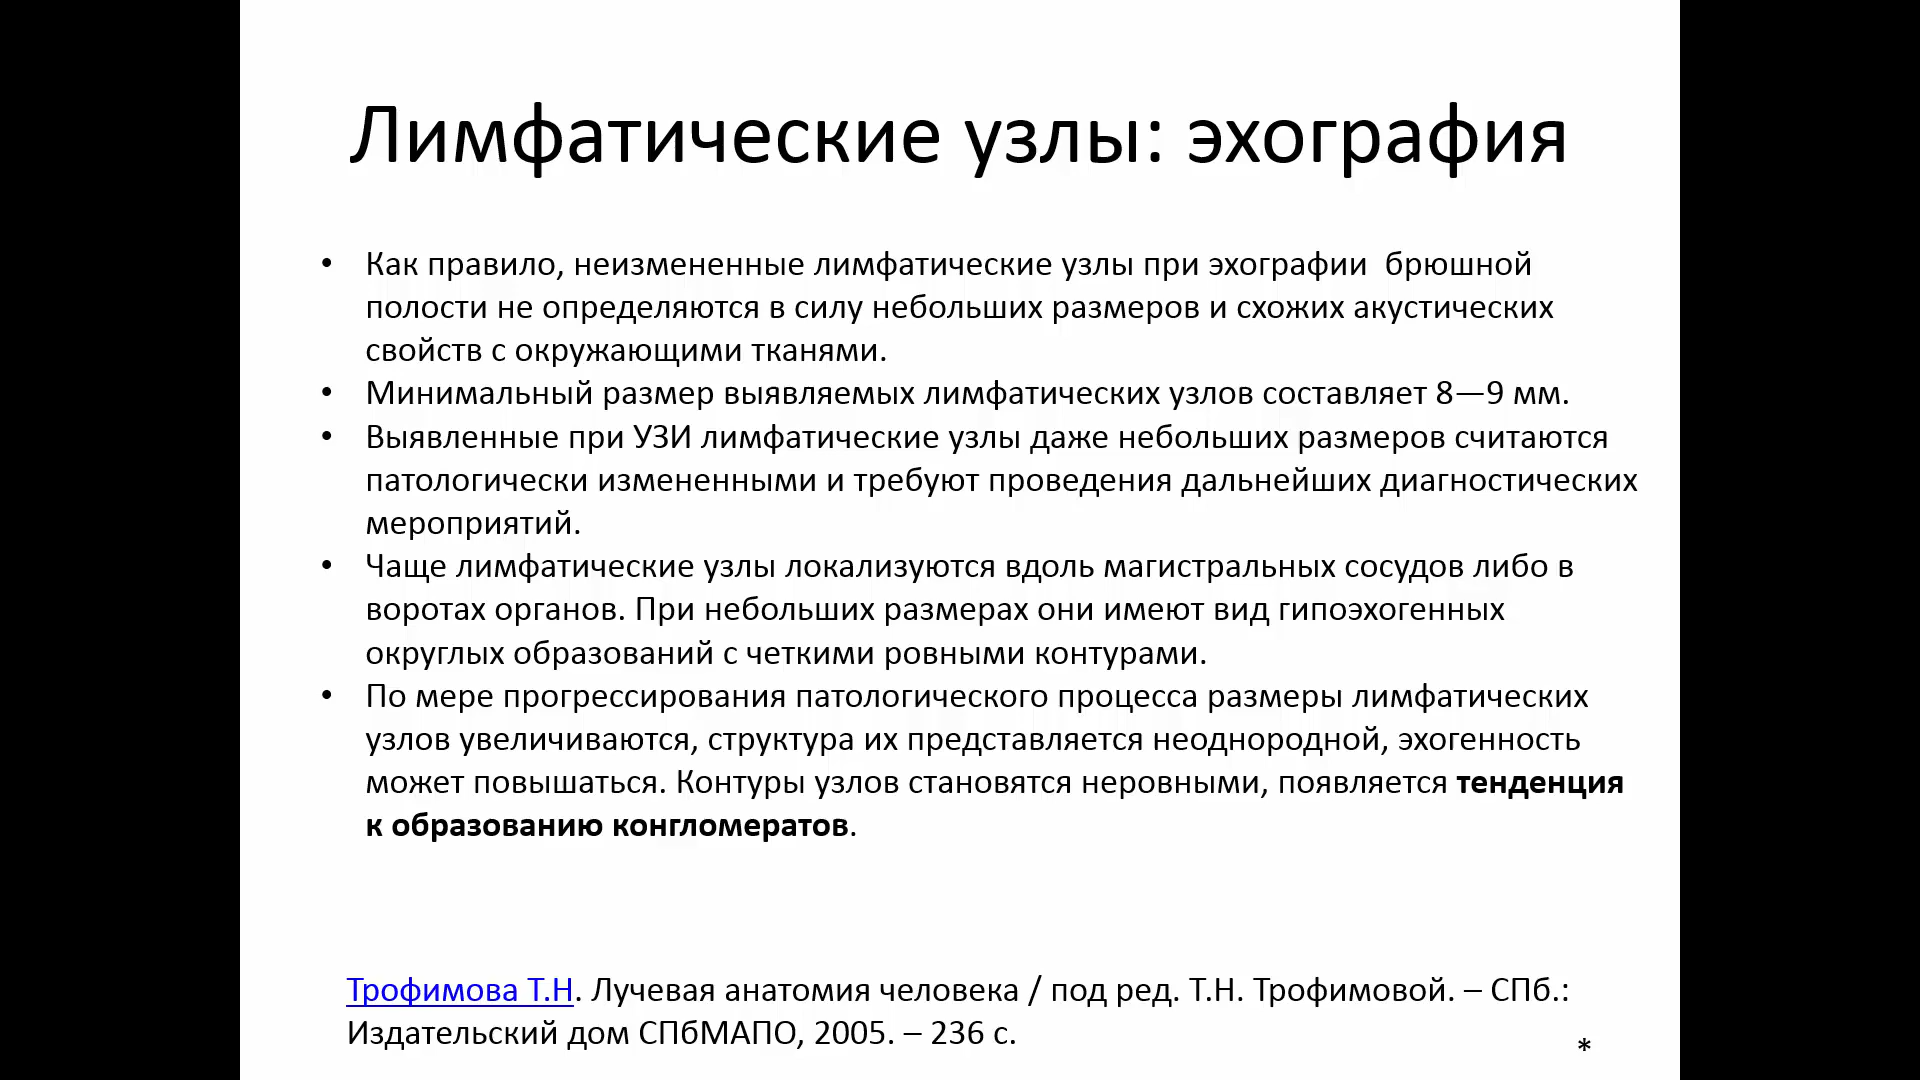 Лимфатические узлы: эхография
• Как правило, неизмененные лимфатические узлы при эхографии  брюшной
полости не определяются в силу небольших размеров и схожих акустических
свойств с окружающими тканями.
• Минимальный размер выявляемых лимфатических узлов составляет 8—9 мм.
• Выявленные при УЗИ лимфатические узлы даже небольших размеров считаются
патологически измененными и требуют проведения дальнейших диагностических
мероприятий.
• Чаще лимфатические узлы локализуются вдоль магистральных сосудов либо в
воротах органов. При небольших размерах они имеют вид гипоэхогенных
округлых образований с четкими ровными контурами.
• По мере прогрессирования патологического процесса размеры лимфатических
узлов увеличиваются, структура их представляется неоднородной, эхогенность
может повышаться. Контуры узлов становятся неровными, появляется тенденция
к образованию конгломератов.
Трофимова Т.Н. Лучевая анатомия человека / под ред. Т.Н. Трофимовой. – СПб.:
Издательский дом СПбМАПО, 2005. – 236 с.
*